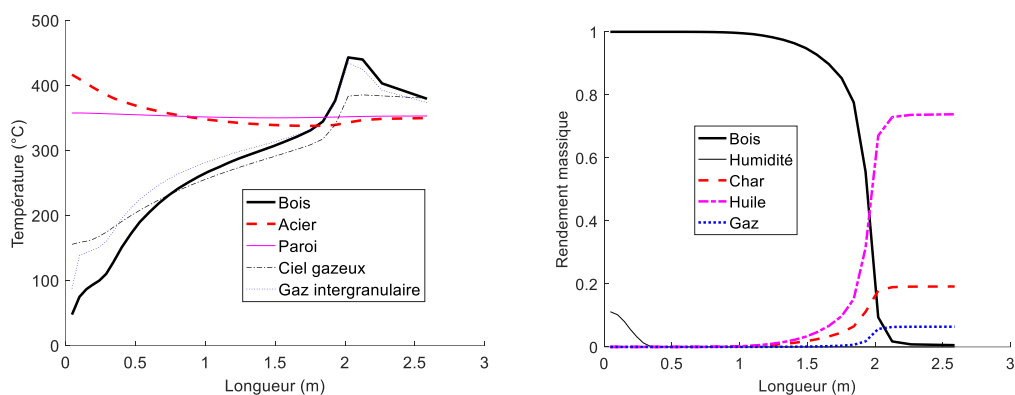 500
400
300
200
100
0
Température (°C)
Bois
Acier
Paroi
Ciel gazeux
Gaz intergranulaire
0
0.5
1
1.5
2
2.5
3
Longueur (m)
1
0.8
0.6
0.4
0.2
0
Rendement massique
Bois
Humidité
Char
Huile
Gaz
0.5
1
1.5
2
2.5
3
Longueur (m)